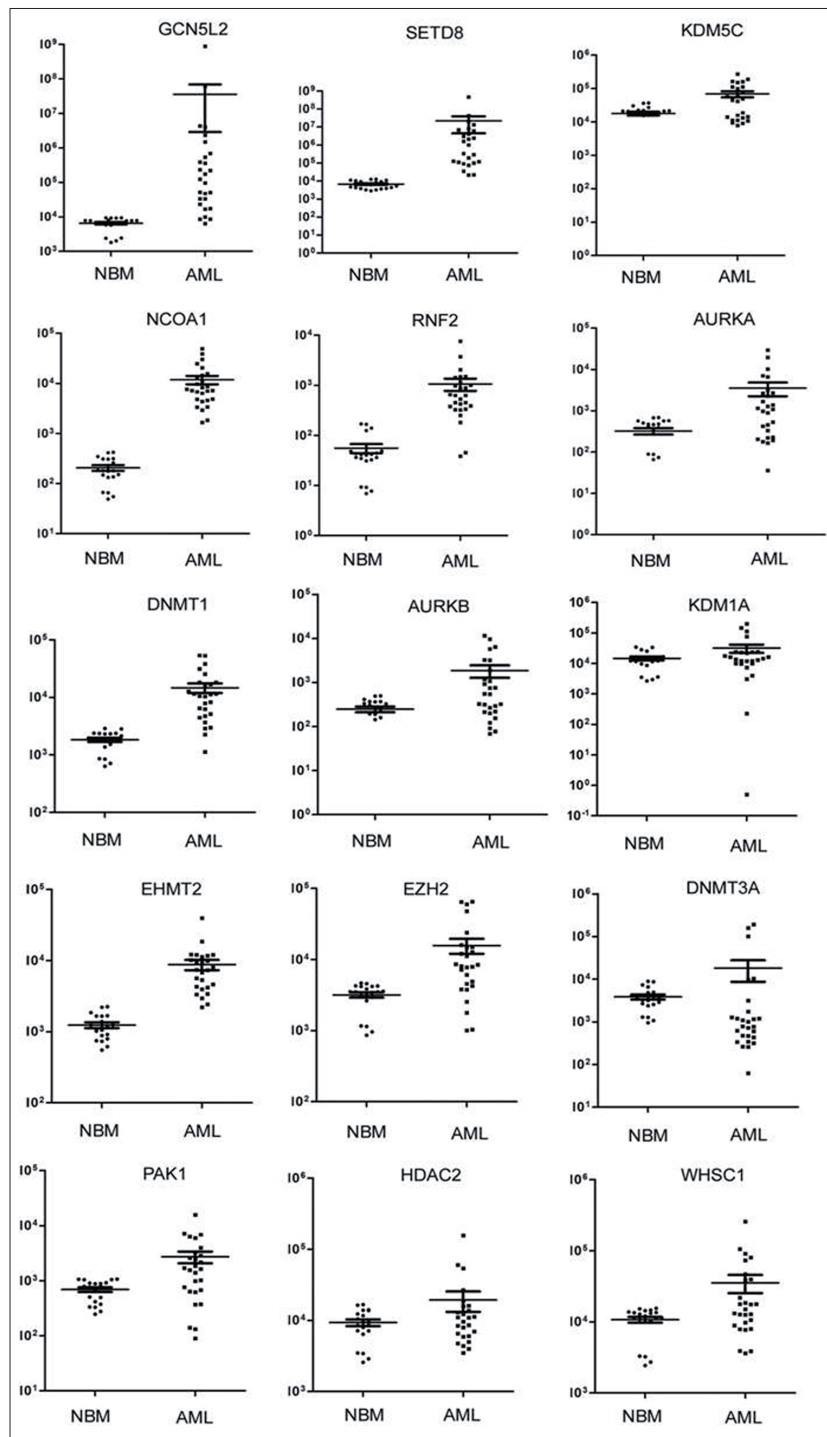 GCN5L2
10⁹
10⁸
10⁷
10⁶
10⁵
10⁴
10³
NBM AML
SETD8
10⁹
10⁸
10⁷
10⁶
10⁵
10⁴
10³
10²
10¹
10⁰
NBM AML
KDM5C
10⁶
10⁵
10⁴
10³
10²
10¹
10⁰
NBM AML
NCOA1
10⁵
10⁴
10³
10²
10¹
NBM AML
RNF2
10⁴
10³
10²
10¹
10⁰
NBM AML
AURKA
10⁵
10⁴
10³
10²
10¹
10⁰
NBM AML
DNMT1
10⁵
10⁴
10³
10²
NBM AML
AURKB
10⁵
10⁴
10³
10²
10¹
10⁰
NBM AML
KDM1A
10⁶
10⁵
10⁴
10³
10²
10¹
10⁰
10⁻¹
NBM AML
EHMT2
10⁵
10⁴
10³
10²
NBM AML
EZH2
10⁵
10⁴
10³
10²
NBM AML
DNMT3A
10⁶
10⁵
10⁴
10³
10²
10¹
NBM AML
PAK1
10⁵
10⁴
10³
10²
10¹
NBM AML
HDAC2
10⁶
10⁵
10⁴
10³
NBM AML
WHSC1
10⁶
10⁵
10⁴
10³
NBM AML